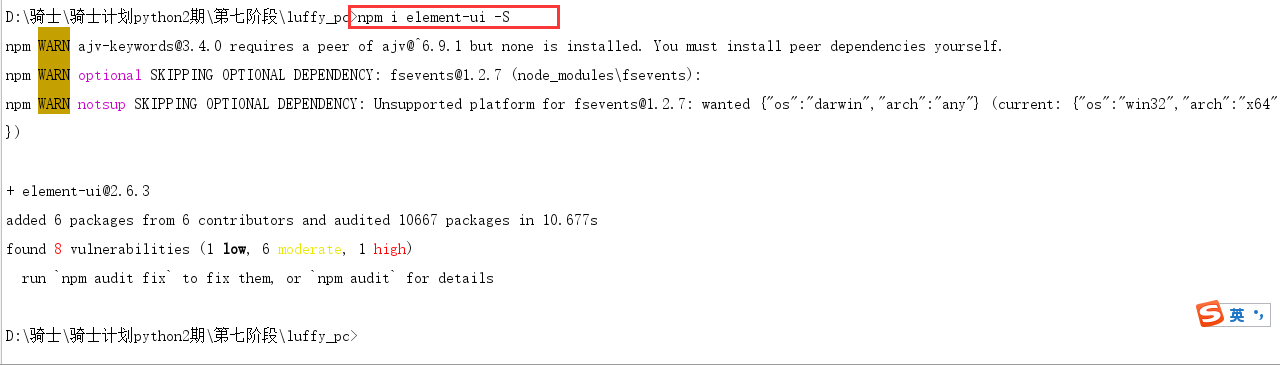 D:\骑士\骑士计划python2期\第七阶段\luffy_pc>npm i element-ui -S
npm WARN ajv-keywords@3.4.0 requires a peer of ajv@^6.9.1 but none is installed. You must install peer dependencies yourself.
npm WARN optional SKIPPING OPTIONAL DEPENDENCY: fsevents@1.2.7 (node_modules\fsevents):
npm WARN notsup SKIPPING OPTIONAL DEPENDENCY: Unsupported platform for fsevents@1.2.7: wanted {"os":"darwin","arch":"any"} (current: {"os":"win32","arch":"x64"
})
+ element-ui@2.6.3
added 6 packages from 6 contributors and audited 10667 packages in 10.677s
found 8 vulnerabilities (1 low, 6 moderate, 1 high)
run `npm audit fix` to fix them, or `npm audit` for details
S 英
D:\骑士\骑士计划python2期\第七阶段\luffy_pc>